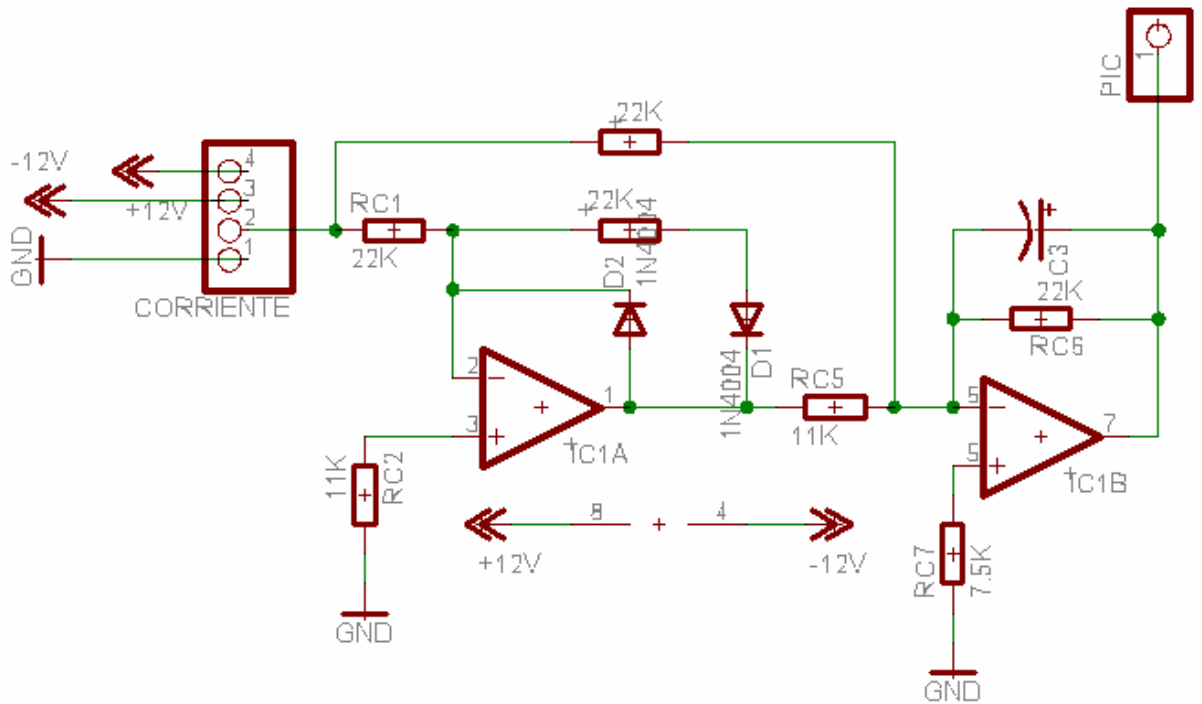 PIC
1
22K
-12V
+12V
4
3
2
1
GND
CORRIENTE
RC1
22K
22K
1N4004
D2
1N4004
D1
C3
22K
RC6
2
3
1
IC1A
RC5
11K
6
5
7
IC1B
11K
RC2
8
4
+12V
-12V
RC7
7.5K
GND
GND